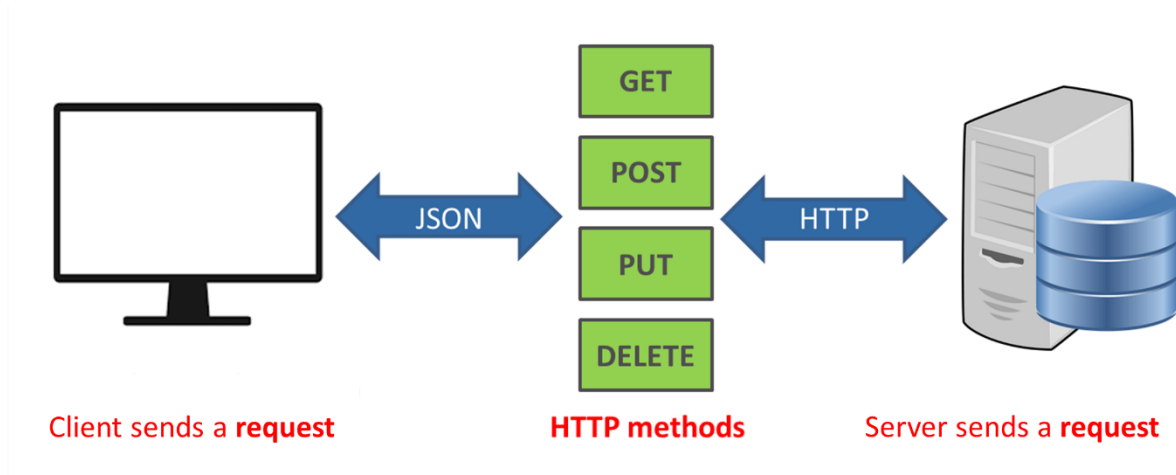 GET
POST
JSON
HTTP
PUT
DELETE
Client sends a request
HTTP methods
Server sends a request